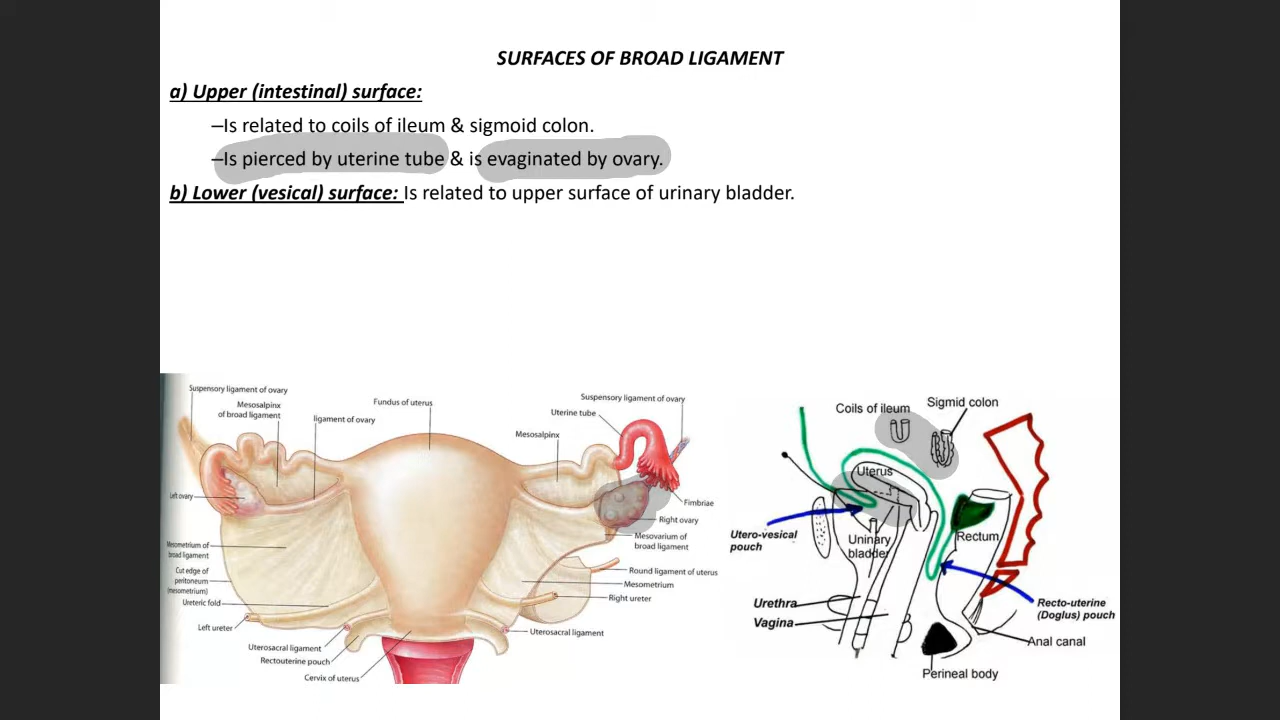 SURFACES OF BROAD LIGAMENT
a) Upper (intestinal) surface:
–Is related to coils of ileum & sigmoid colon.
–Is pierced by uterine tube & is evaginated by ovary.
b) Lower (vesical) surface: Is related to upper surface of urinary bladder.
Suspensory ligament of ovary
Mesosalpinx
of broad ligament
ligament of ovary
Fundus of uterus
Suspensory ligament of ovary
Uterine tube
Mesosalpinx
Left ovary
Fimbriae
Right ovary
Mesovarium of
broad ligament
Mesometrium of
broad ligament
Cut edge of
peritoneum
(mesometrium)
Ureteric fold
Left ureter
Round ligament of uterus
Mesometrium
Right ureter
Uterosacral ligament
Uterosacral ligament
Rectouterine pouch
Cervix of uterus
Coils of ileum
Sigmid colon
Uterus
Utero-vesical
pouch
Urinary
bladder
Rectum
Urethra
Vagina
Recto-uterine
(Doglus) pouch
Anal canal
Perineal body